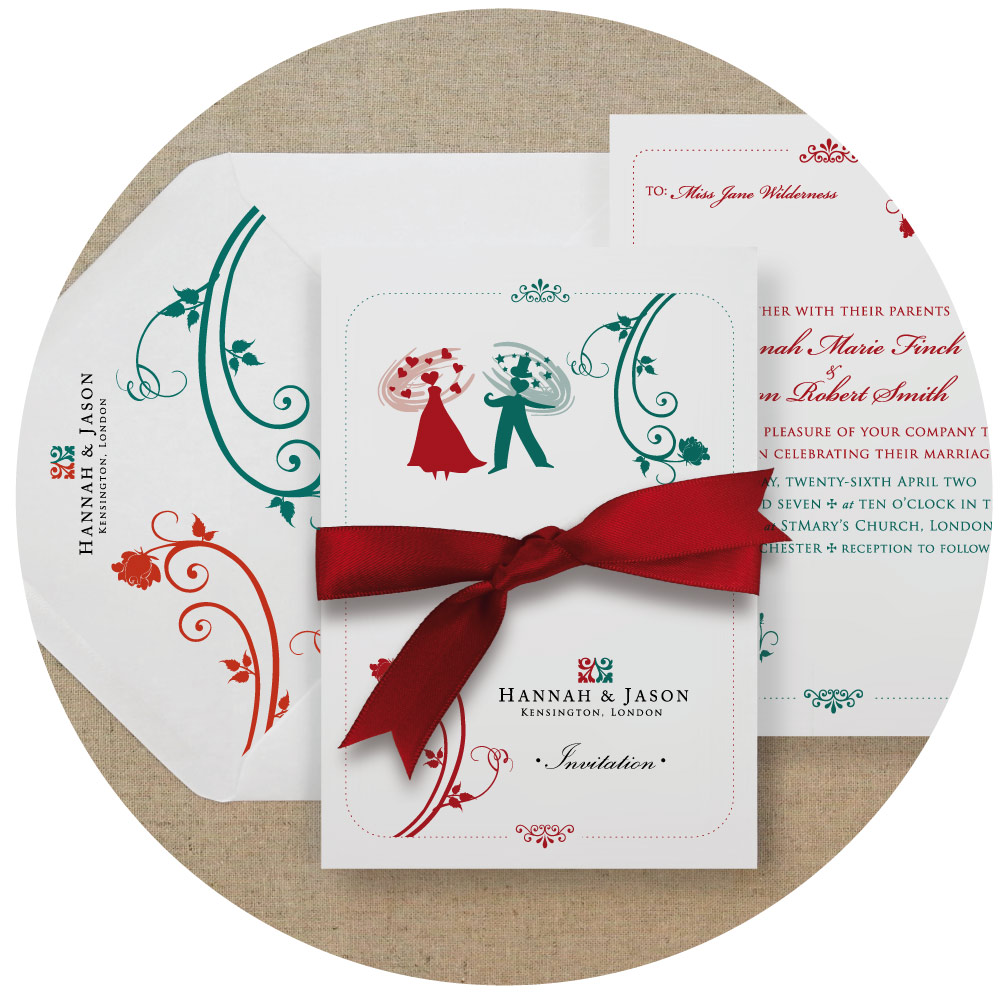 HANNAH & JASON
KENSINGTON, LONDON
HANNAH & JASON
KENSINGTON, LONDON
• Invitation •
TO: Miss Jane Wilderness
HER WITH THEIR PARENTS
nah Marie Finch
&
on Robert Smith
PLEASURE OF YOUR COMPANY T
N CELEBRATING THEIR MARRIAG
AY, TWENTY-SIXTH APRIL TWO
D SEVEN ✠ at TEN O'CLOCK IN T
at STMARY'S CHURCH, LONDON
CHESTER ✠ RECEPTION TO FOLLOW